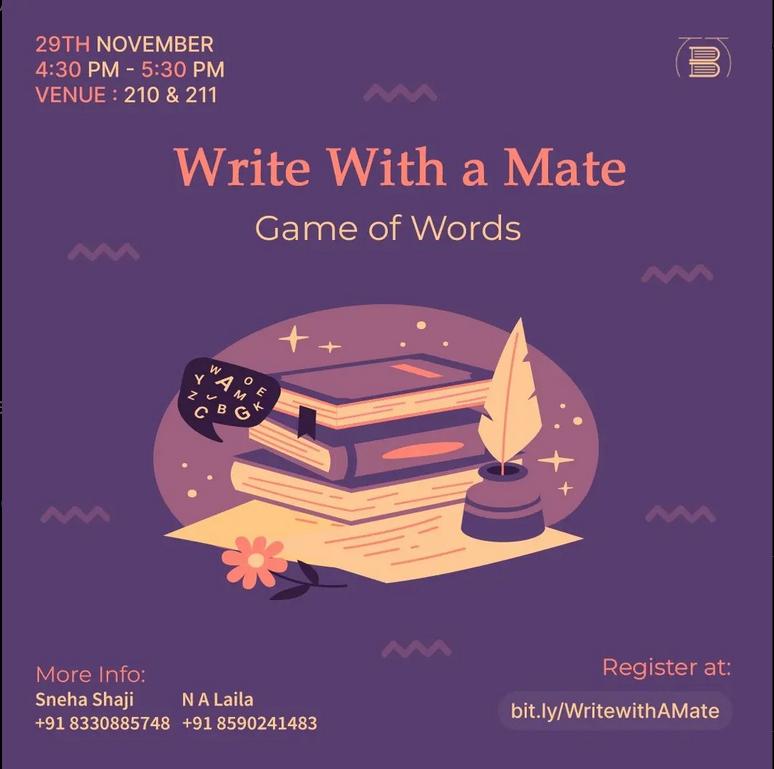 29TH NOVEMBER
4:30 PM - 5:30 PM
VENUE : 210 & 211
B
Write With a Mate
Game of Words
Y W A O E
Z M K
C B G
More Info:
Sneha Shaji N A Laila
+91 8330885748 +91 8590241483
Register at:
bit.ly/WritewithAMate